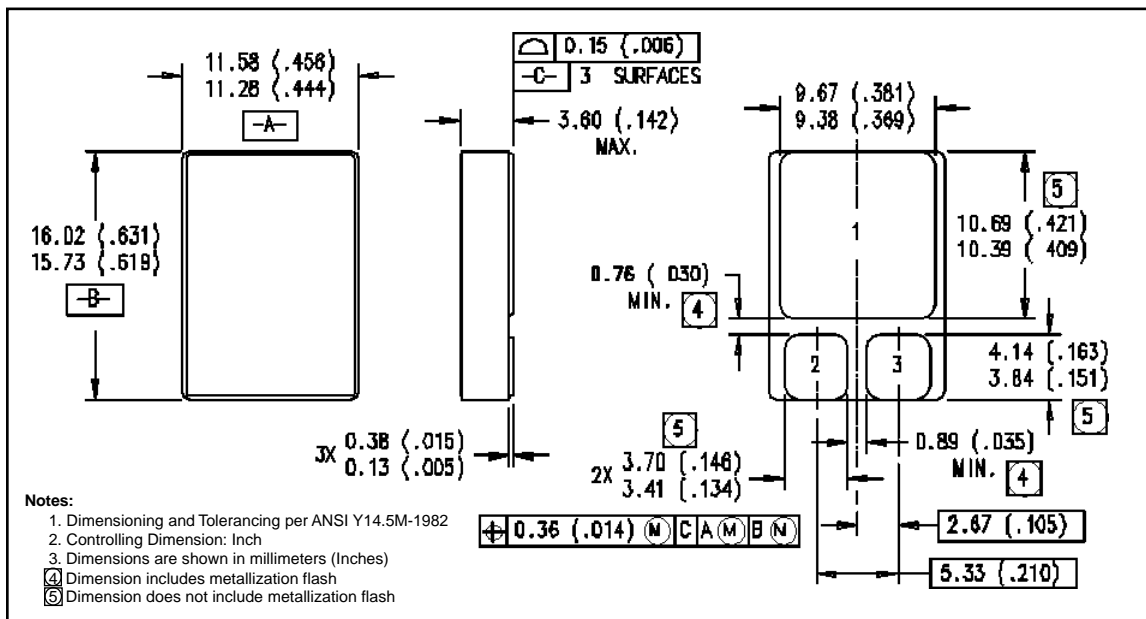 11.58 (.456)
11.28 (.444)
-A-
16.02 (.631)
15.73 (.619)
-B-
0.15 (.006)
-C- 3 SURFACES
3.60 (.142)
MAX.
3X 0.38 (.015)
0.13 (.005)
9.67 (.381)
9.38 (.369)
1
5
10.69 (.421)
10.39 ( 409)
0.76 ( 030)
MIN. 4
2
3
4.14 (.163)
3.84 (.151)
5
5
2X 3.70 (.146)
3.41 (.134)
0.89 (.035)
MIN. 4
0.36 (.014) M C A M B N
2.67 (.105)
5.33 (.210)
Notes:
1. Dimensioning and Tolerancing per ANSI Y14.5M-1982
2. Controlling Dimension: Inch
3. Dimensions are shown in millimeters (Inches)
4 Dimension includes metallization flash
5 Dimension does not include metallization flash